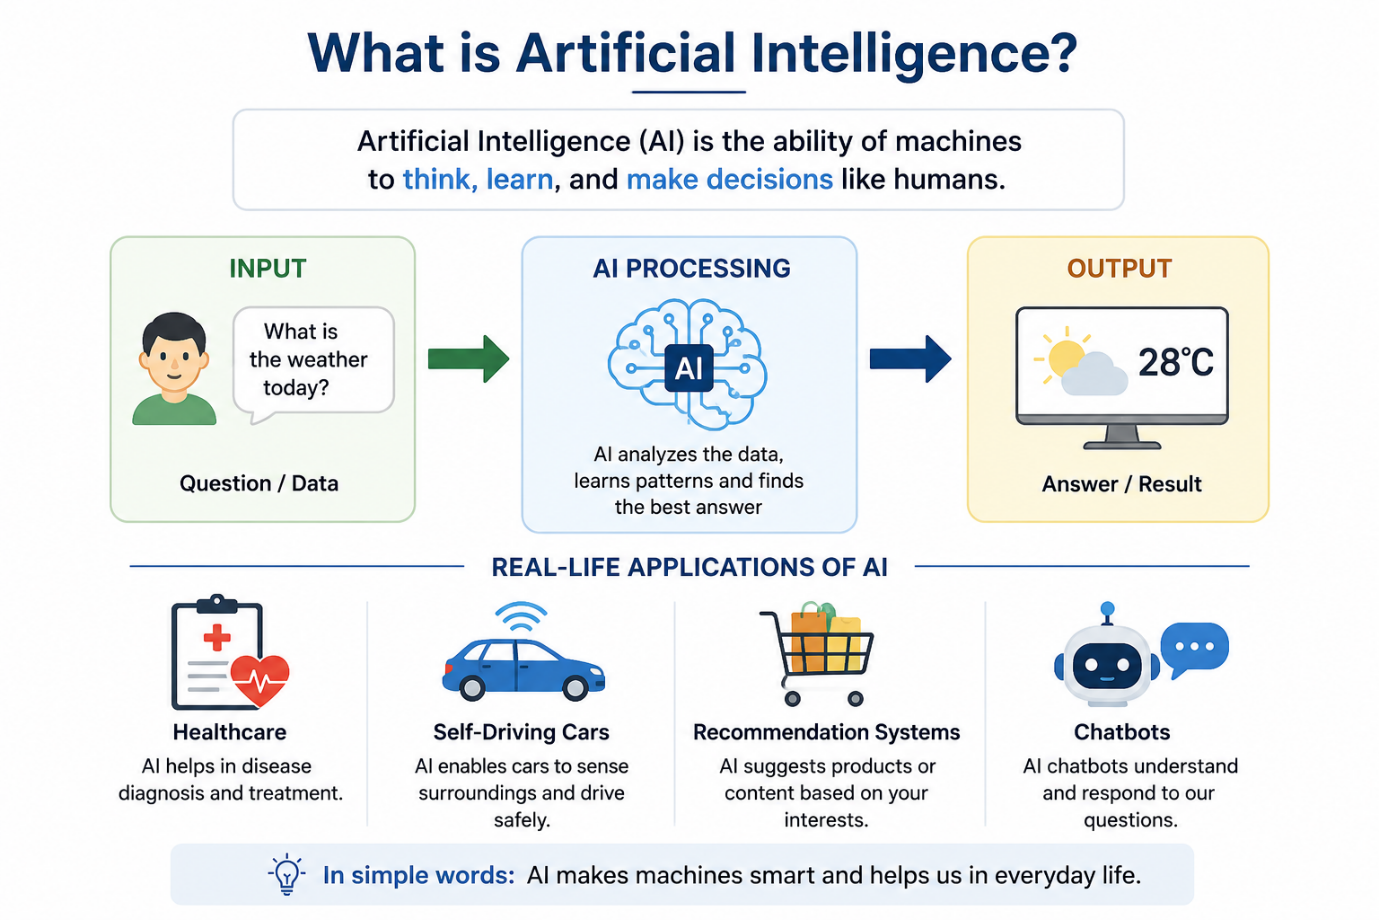 What is Artificial Intelligence?
Artificial Intelligence (AI) is the ability of machines
to think, learn, and make decisions like humans.
INPUT
What is
the weather
today?
Question / Data
AI PROCESSING
AI
AI analyzes the data,
learns patterns and finds
the best answer
OUTPUT
28°C
Answer / Result
REAL-LIFE APPLICATIONS OF AI
Healthcare
AI helps in disease
diagnosis and treatment.
Self-Driving Cars
AI enables cars to sense
surroundings and drive
safely.
Recommendation Systems
AI suggests products or
content based on your
interests.
Chatbots
AI chatbots understand
and respond to our
questions.
In simple words: AI makes machines smart and helps us in everyday life.